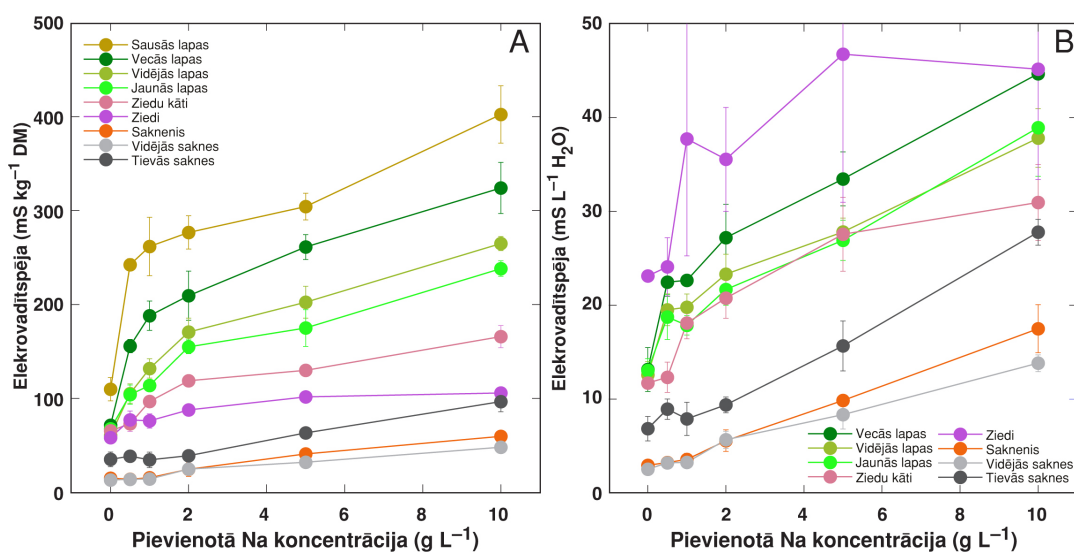 A
Elekrovadītspēja (mS kg⁻¹ DM)
500
400
300
200
100
0
Sausās lapas
Vecās lapas
Vidējās lapas
Jaunās lapas
Ziedu kāti
Ziedi
Saknenis
Vidējās saknes
Tievās saknes
0 2 4 6 8 10
Pievienotā Na koncentrācija (g L⁻¹)
B
Elekrovadītspēja (mS L⁻¹ H₂O)
50
40
30
20
10
0
Vecās lapas
Vidējās lapas
Jaunās lapas
Ziedu kāti
Ziedi
Saknenis
Vidējās saknes
Tievās saknes
0 2 4 6 8 10
Pievienotā Na koncentrācija (g L⁻¹)